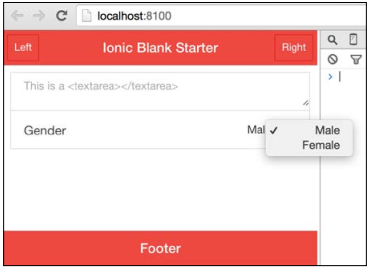 localhost:8100
Left Ionic Blank Starter Right
This is a <textarea></textarea>
Gender Mal ✓ Male
Female
>
Footer